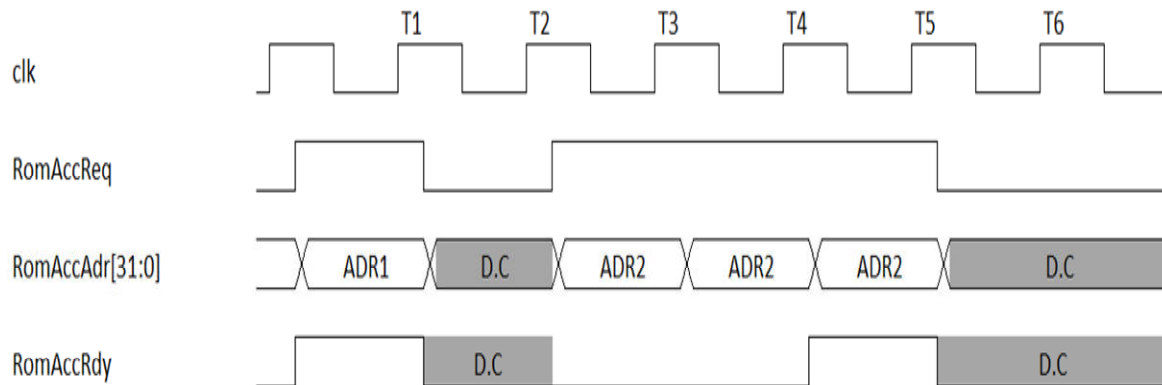 T1 T2 T3 T4 T5 T6
clk
RomAccReq
RomAccAdr[31:0] ADR1 D.C ADR2 ADR2 ADR2 D.C
RomAccRdy D.C D.C